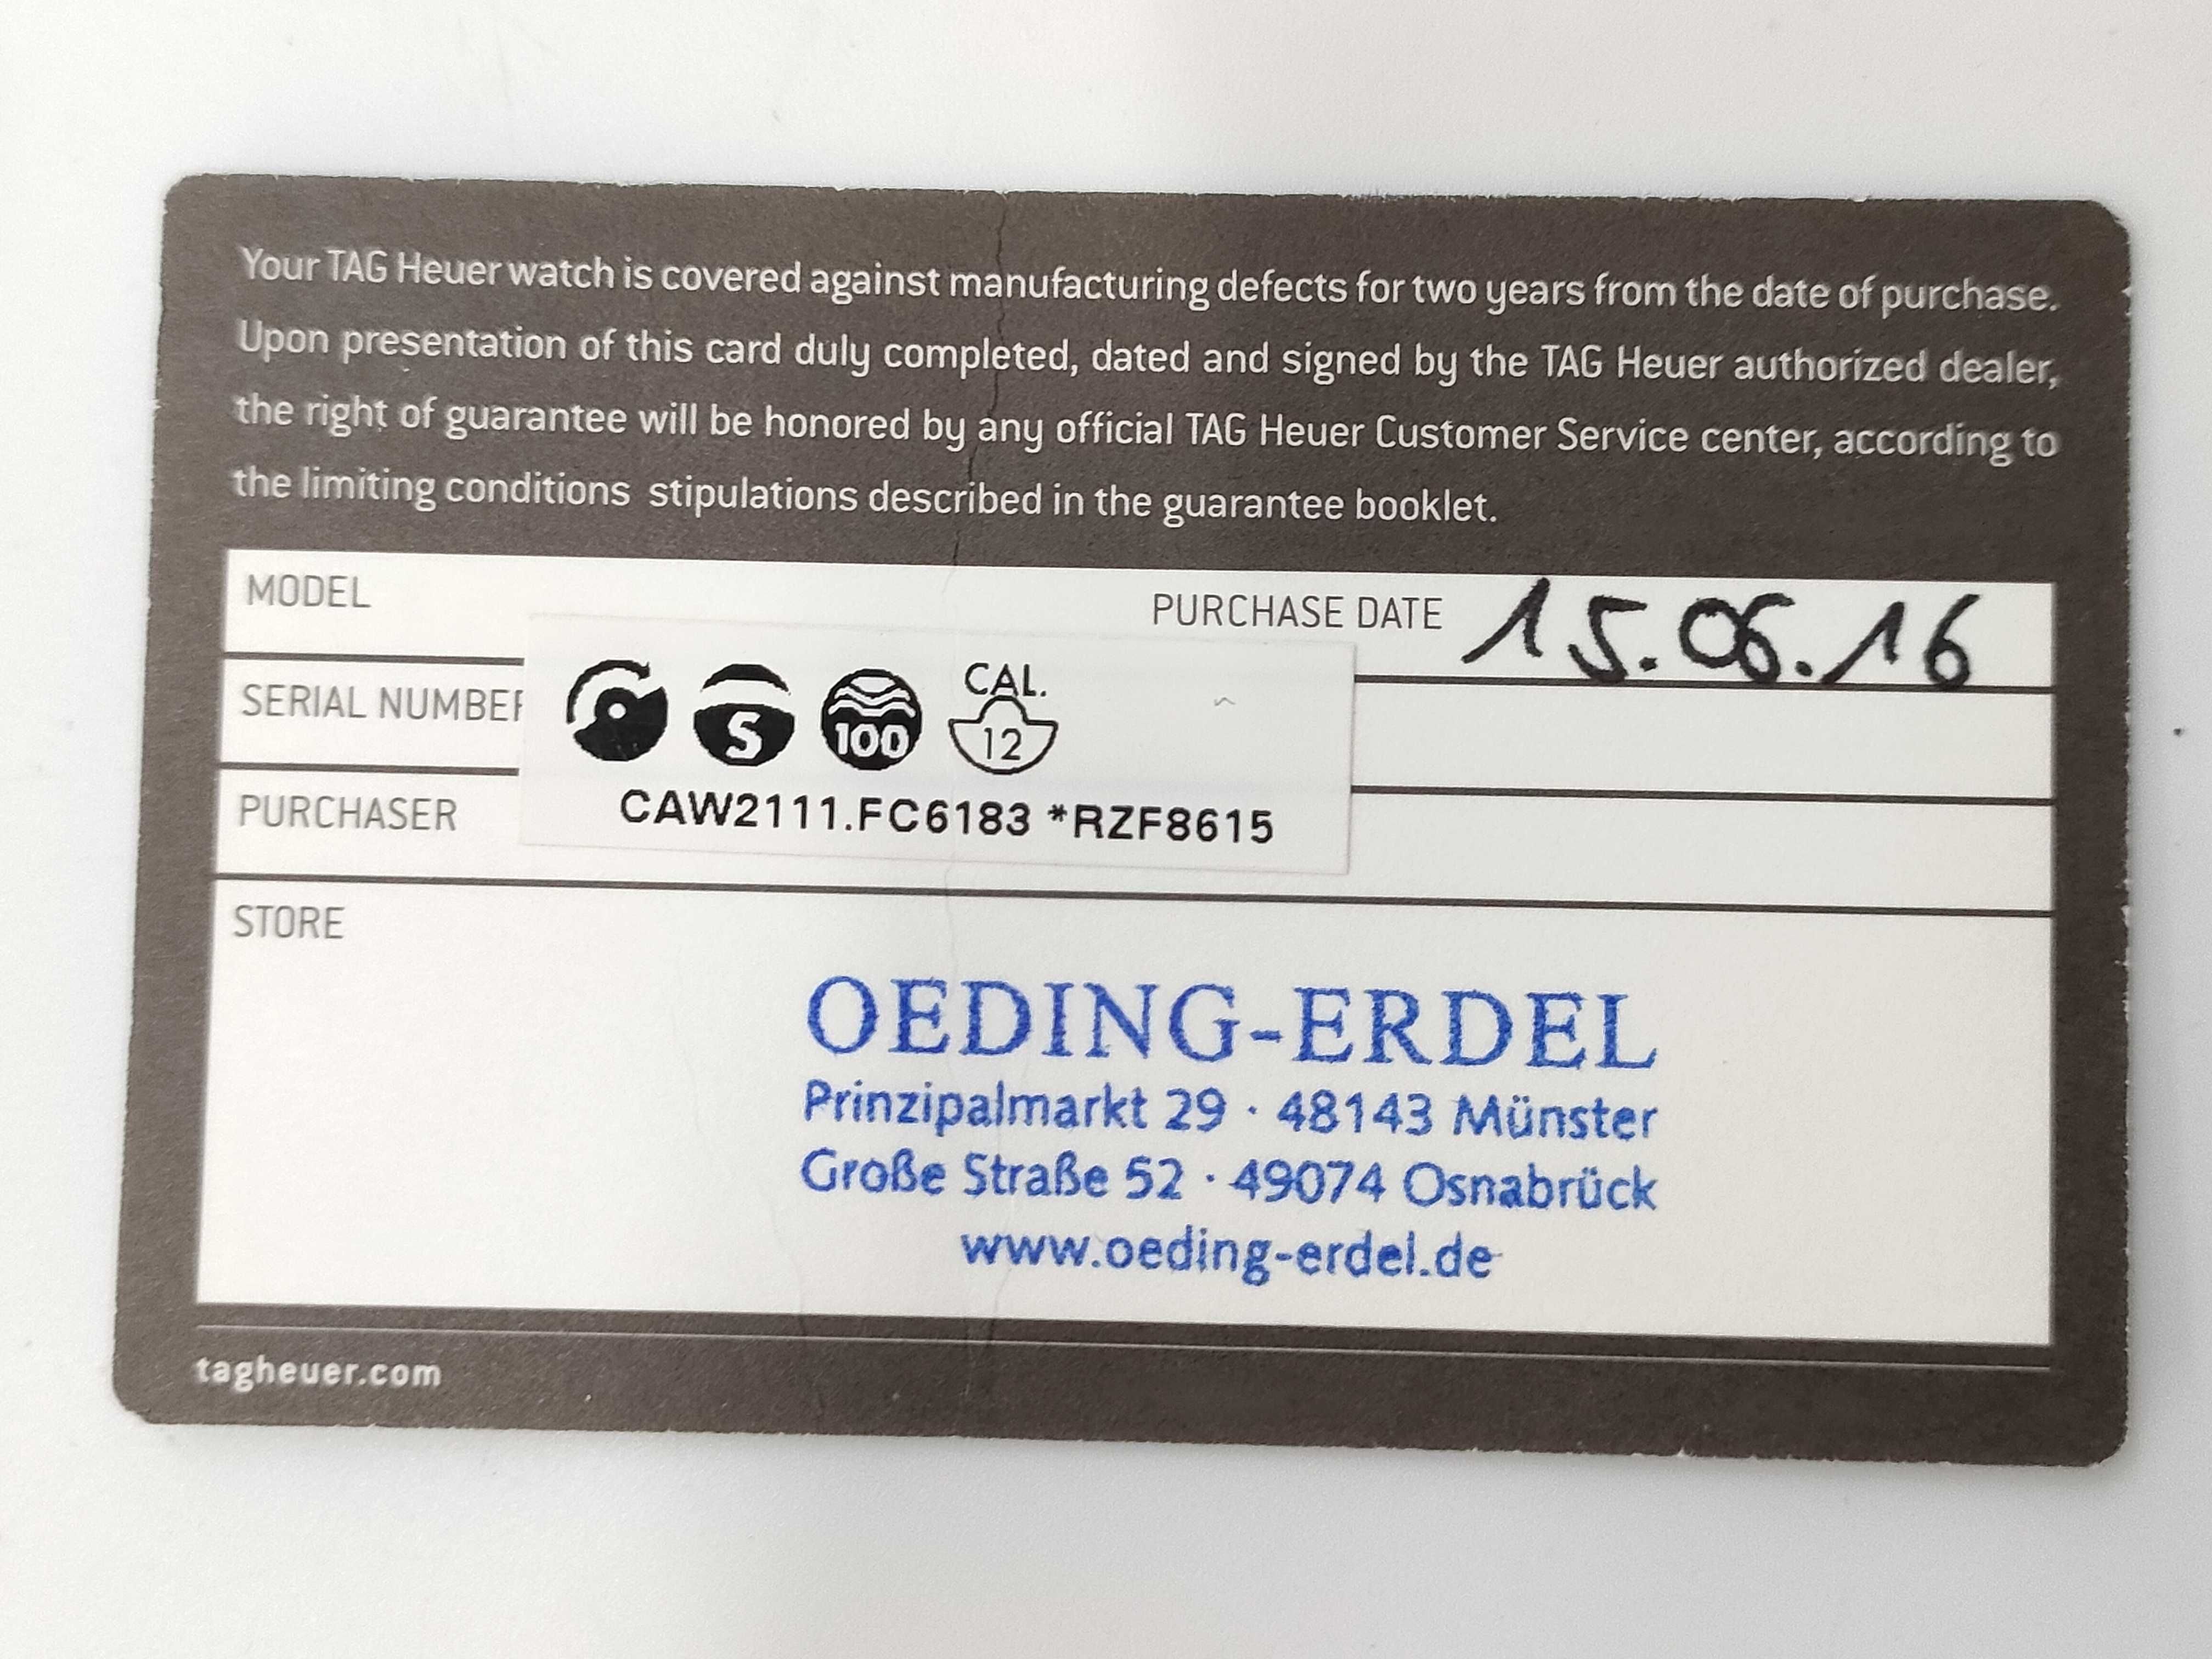 Your TAG Heuer watch is covered against manufacturing defects for two years from the date of purchase.
Upon presentation of this card duly completed, dated and signed by the TAG Heuer authorized dealer,
the right of guarantee will be honored by any official TAG Heuer Customer Service center, according to
the limiting conditions stipulations described in the guarantee booklet.
MODEL
PURCHASE DATE 15.06.16
SERIAL NUMBER
S 100 CAL. 12
CAW2111.FC6183 *RZF8615
PURCHASER
STORE
OEDING-ERDEL
Prinzipalmarkt 29 · 48143 Münster
Große Straße 52 · 49074 Osnabrück
www.oeding-erdel.de
tagheuer.com